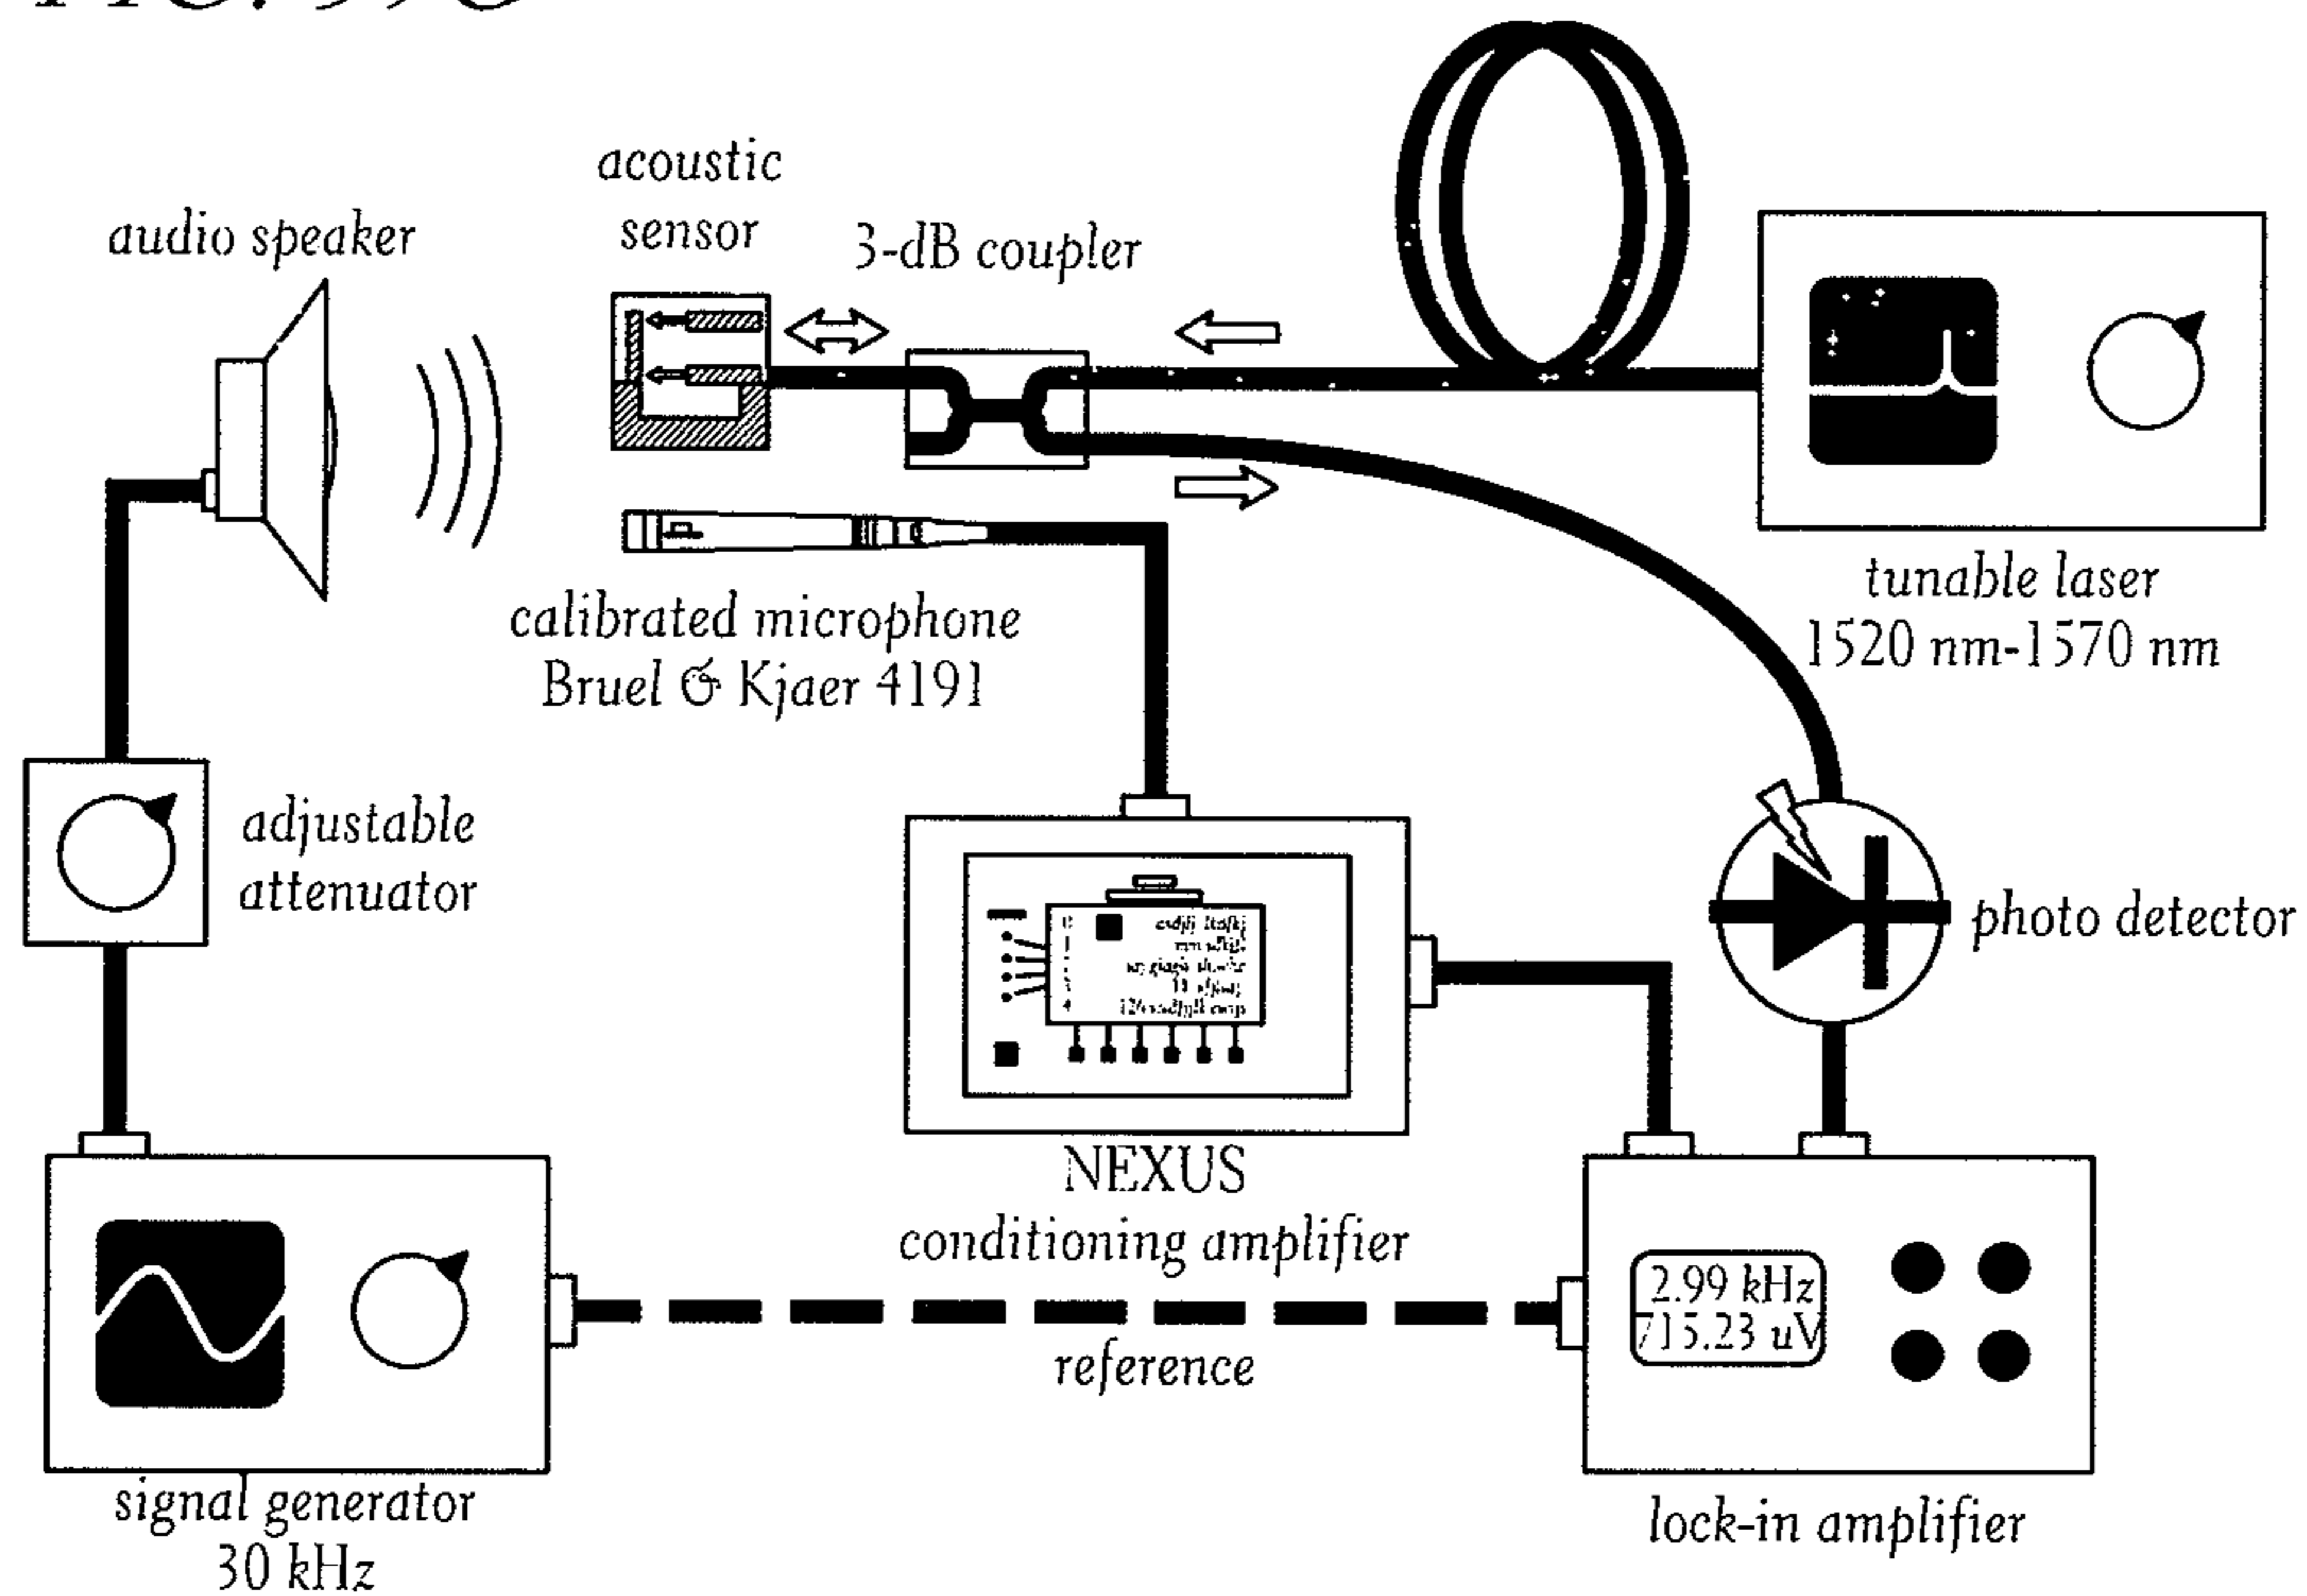 acoustic
sensor
audio speaker
3-dB coupler
tunable laser
1520 nm-1570 nm
calibrated microphone
Bruel & Kjaer 4191
adjustable
attenuator
photo detector
NEXUS
conditioning amplifier
2.99 kHz
715.23 uV
reference
signal generator
30 kHz
lock-in amplifier